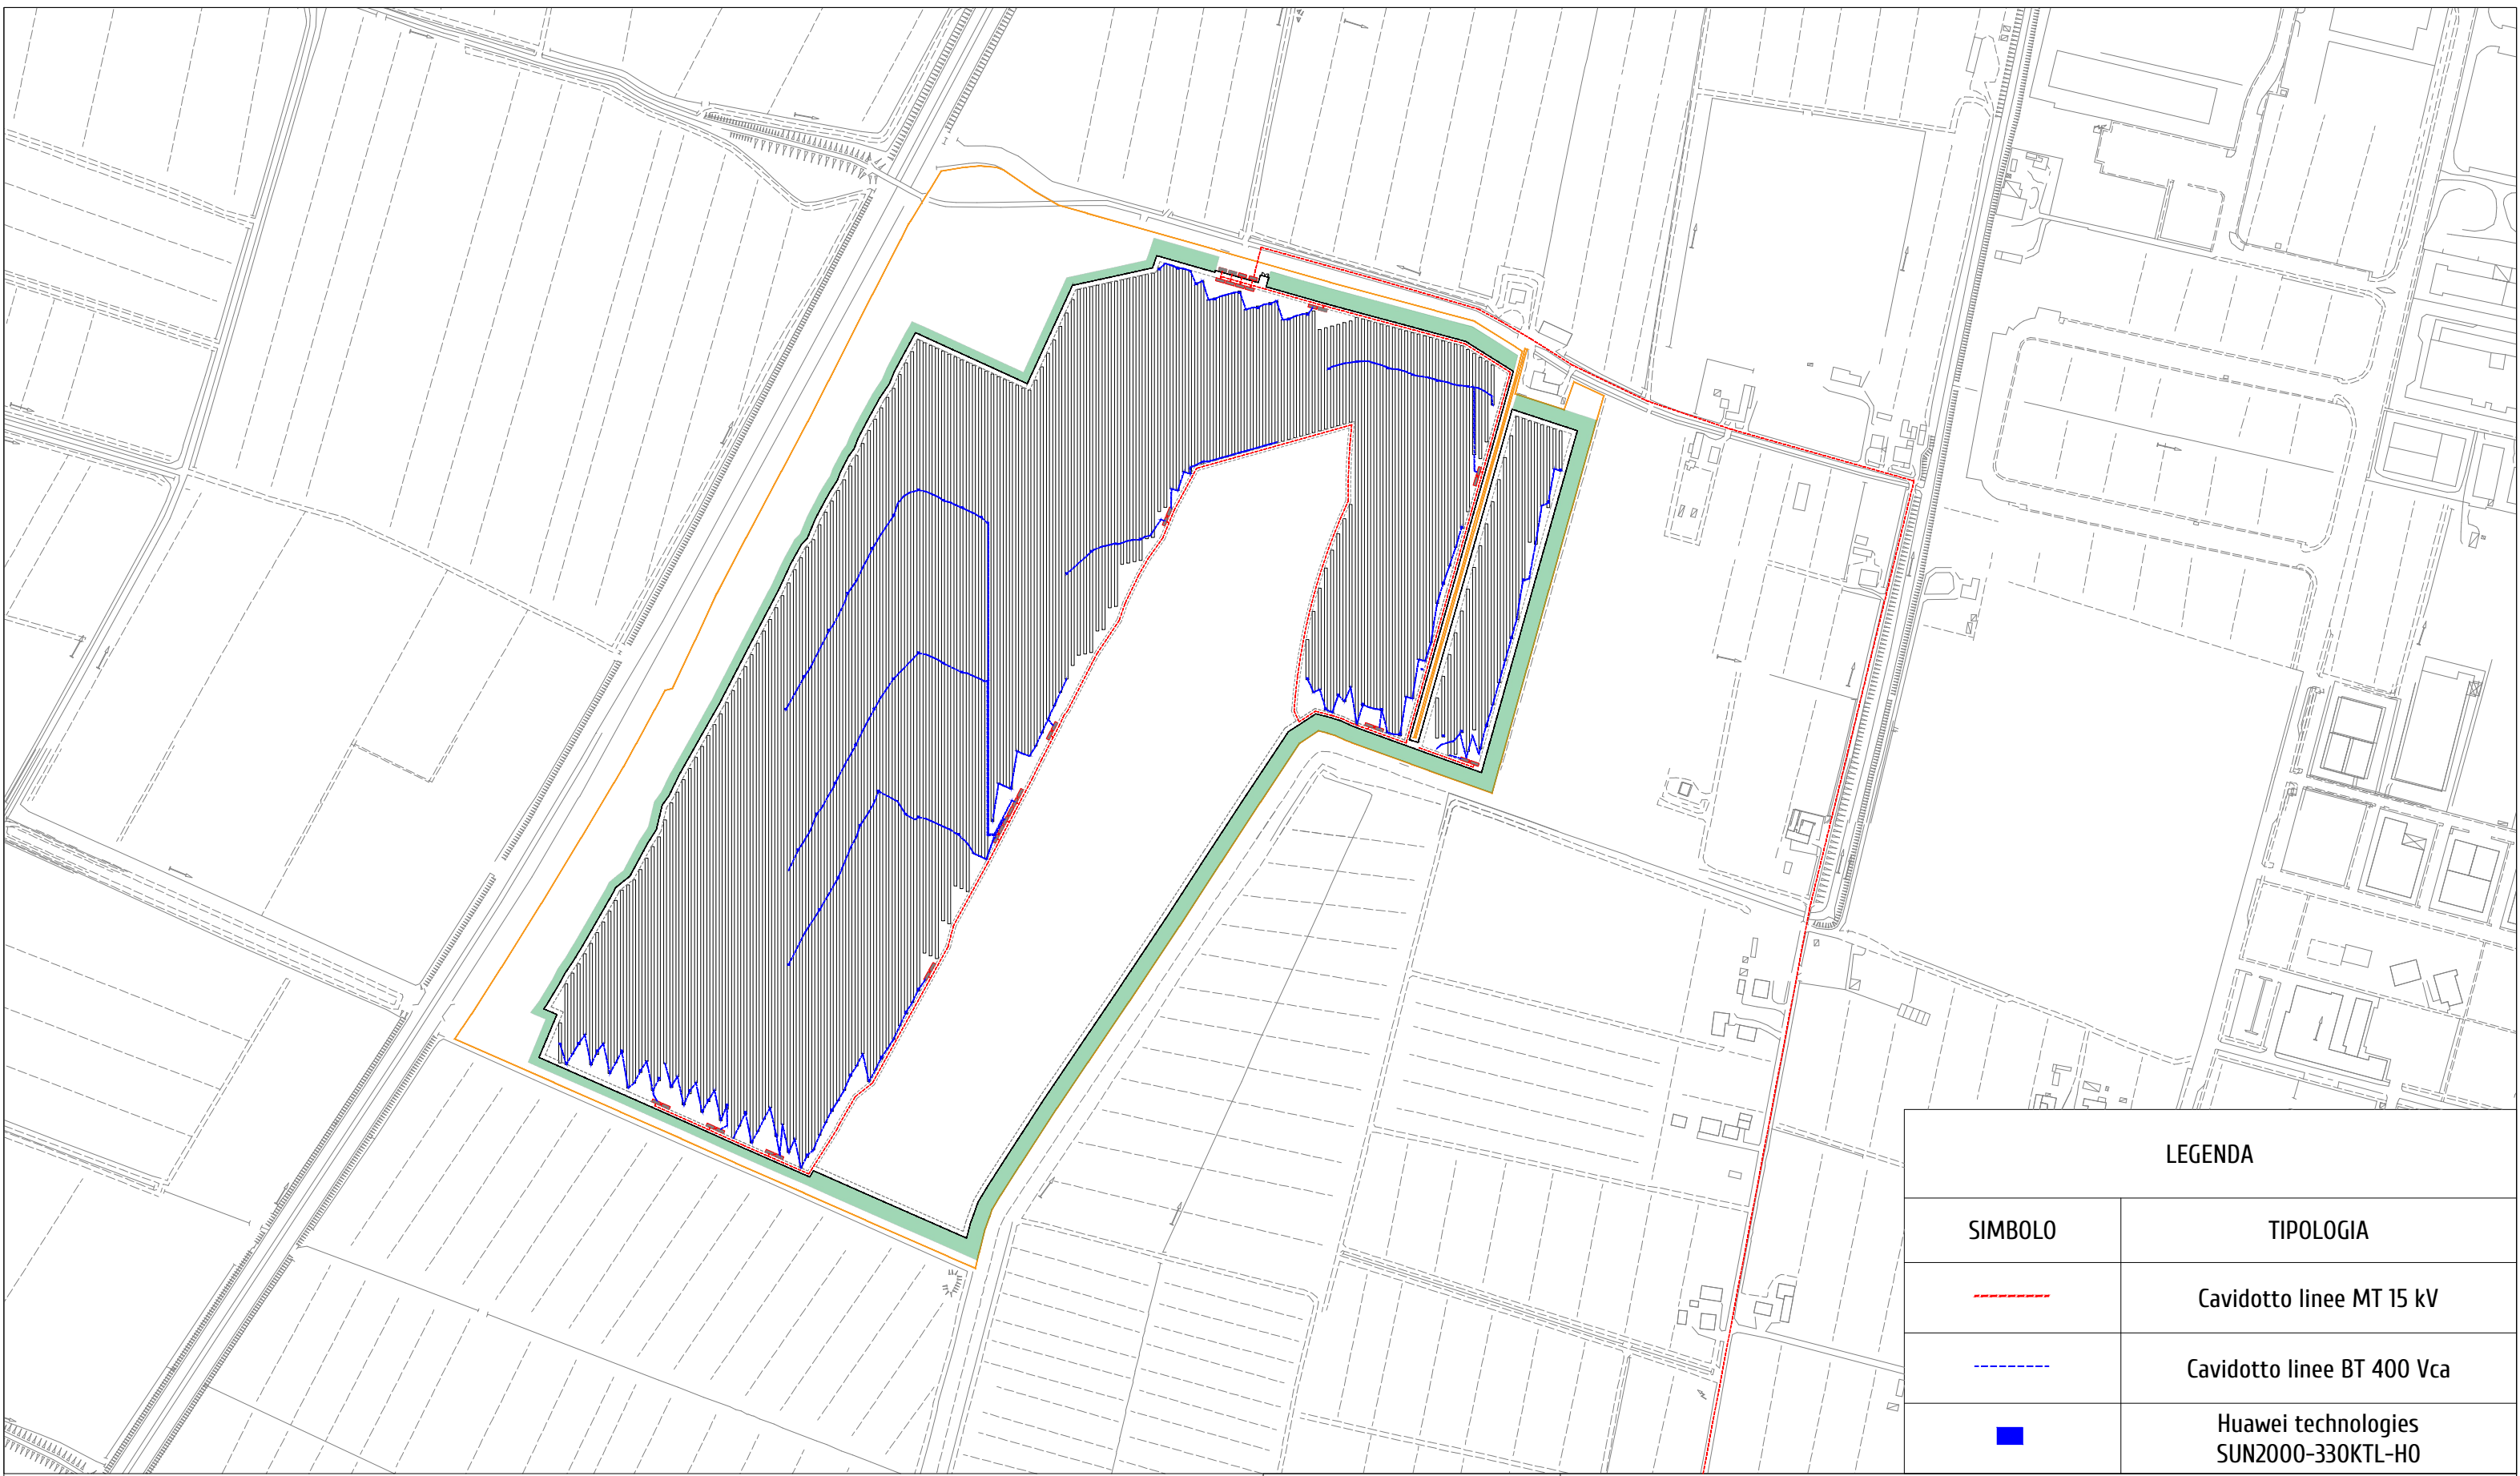 LEGENDA
SIMBOLO
TIPOLOGIA
Cavidotto linee MT 15 kV
Cavidotto linee BT 400 Vca
Huawei technologies
SUN2000-330KTL-H0